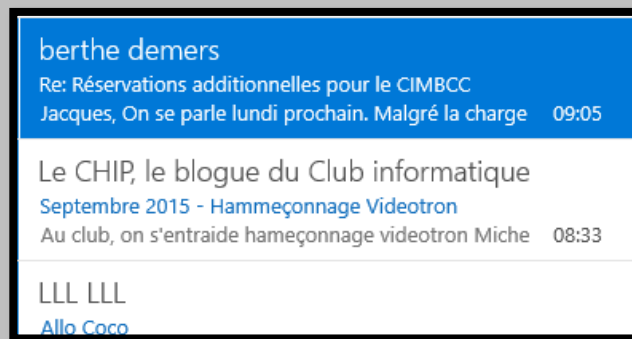 berthe demers
Re: Réservations additionnelles pour le CIMBCC
Jacques, On se parle lundi prochain. Malgré la charge 09:05
Le CHIP, le blogue du Club informatique
Septembre 2015 - Hammeçonnage Videotron
Au club, on s'entraide hameçonnage videotron Miche 08:33
LLL LLL
Allo Coco